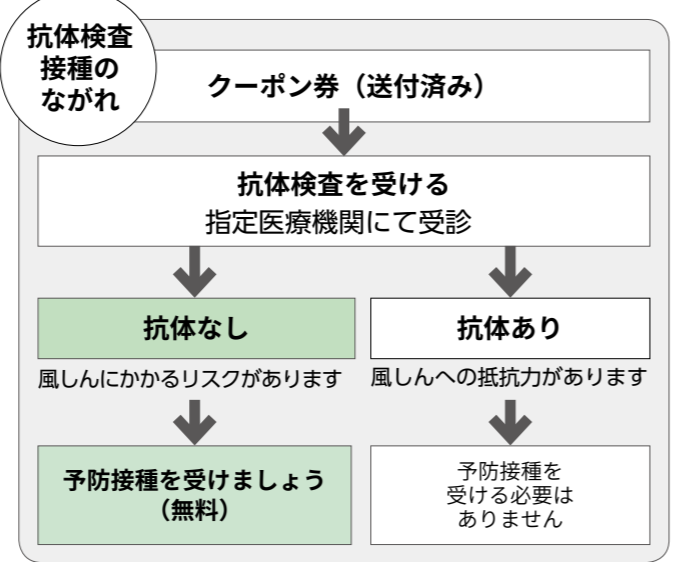 抗体検査
接種の
ながれ
クーポン券（送付済み）
抗体検査を受ける
指定医療機関にて受診
抗体なし
風しんにかかるリスクがあります
予防接種を受けましょう
（無料）
抗体あり
風しんへの抵抗力があります
予防接種を
受ける必要は
ありません